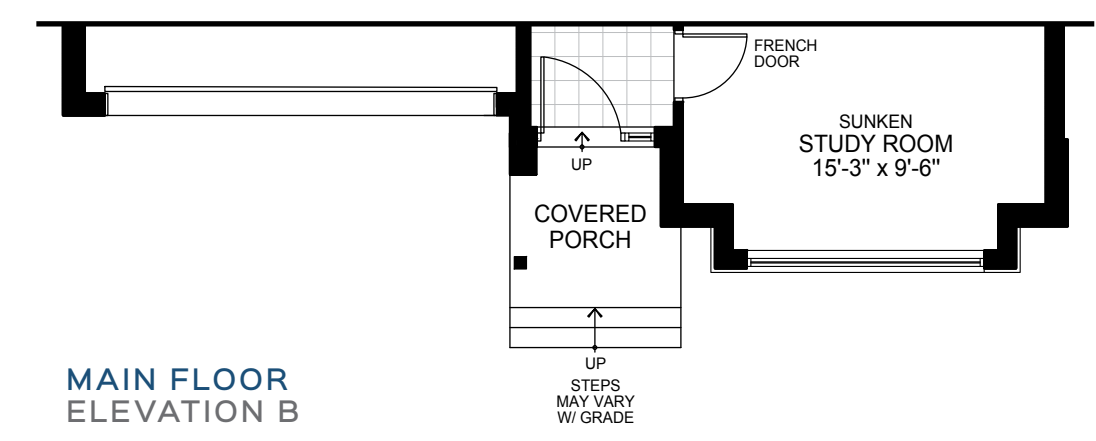 FRENCH
DOOR
SUNKEN
STUDY ROOM
15'-3" x 9'-6"
UP
COVERED
PORCH
UP
STEPS
MAY VARY
W/ GRADE
MAIN FLOOR
ELEVATION B